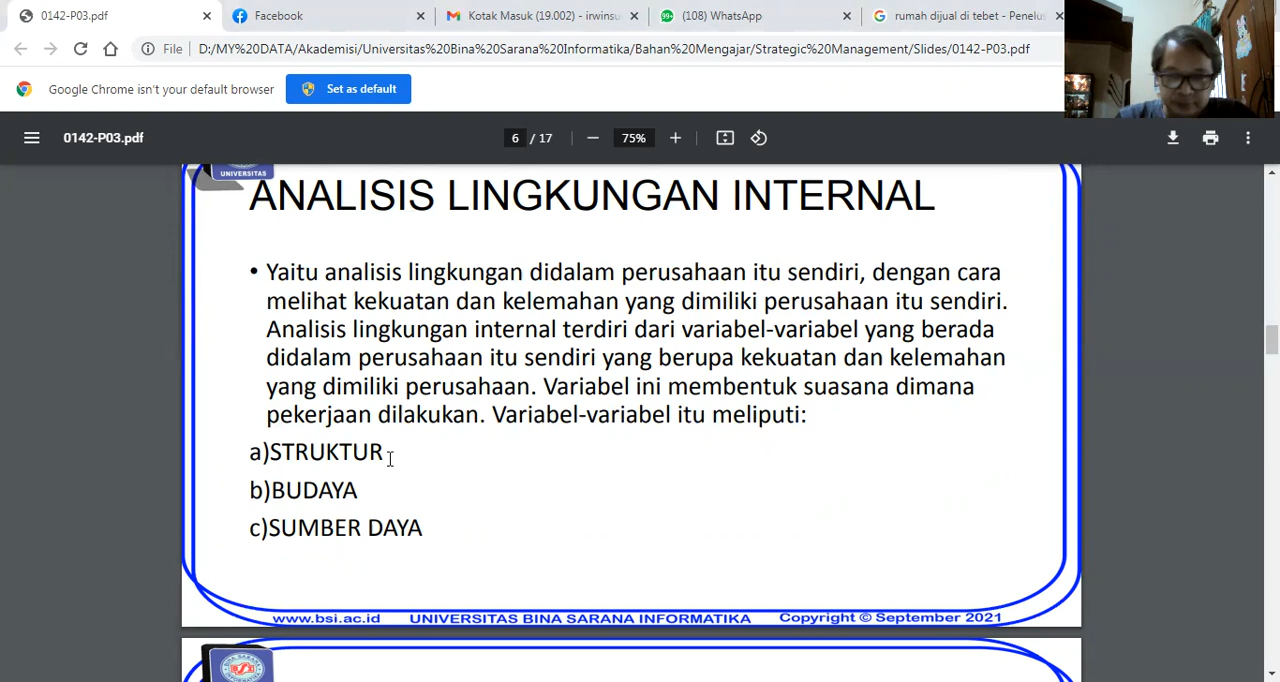 0142-P03.pdf
Facebook
Kotak Masuk (19.002) - irwinsu
99+ (108) WhatsApp
rumah dijual di tebet - Penelus
File D:/MY%20DATA/Akademisi/Universitas%20Bina%20Sarana%20Informatika/Bahan%20Mengajar/Strategic%20Management/Slides/0142-P03.pdf
Google Chrome isn't your default browser Set as default
0142-P03.pdf 6 / 17 75%
UNIVERSITAS
ANALISIS LINGKUNGAN INTERNAL
• Yaitu analisis lingkungan didalam perusahaan itu sendiri, dengan cara
melihat kekuatan dan kelemahan yang dimiliki perusahaan itu sendiri.
Analisis lingkungan internal terdiri dari variabel-variabel yang berada
didalam perusahaan itu sendiri yang berupa kekuatan dan kelemahan
yang dimiliki perusahaan. Variabel ini membentuk suasana dimana
pekerjaan dilakukan. Variabel-variabel itu meliputi:
a)STRUKTUR
b)BUDAYA
c)SUMBER DAYA
www.bsi.ac.id UNIVERSITAS BINA SARANA INFORMATIKA Copyright © September 2021